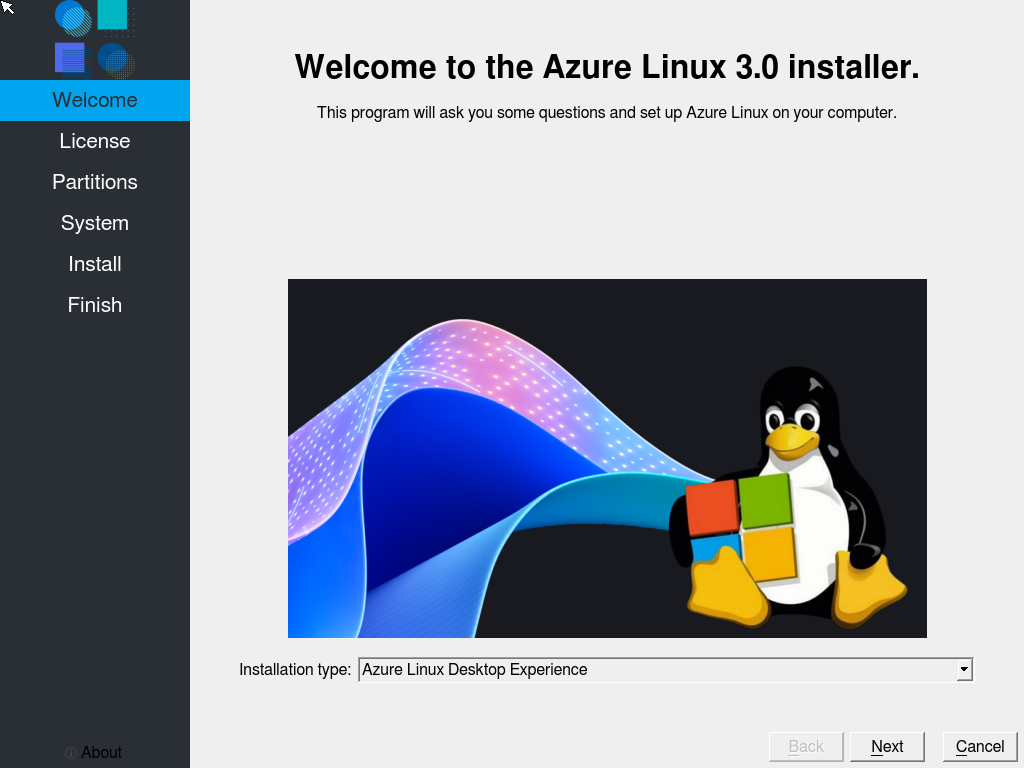 Welcome
License
Partitions
System
Install
Finish
About
Welcome to the Azure Linux 3.0 installer.
This program will ask you some questions and set up Azure Linux on your computer.
Installation type: Azure Linux Desktop Experience
Back Next Cancel